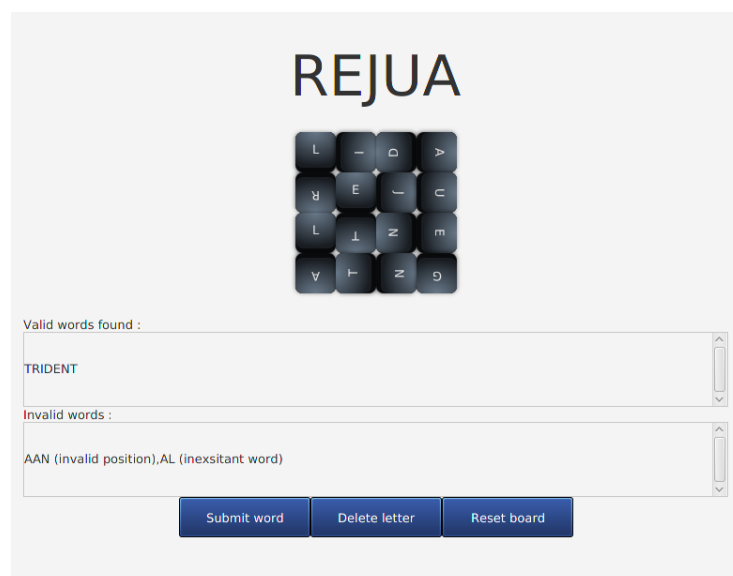 REJUA
L I D A
R E J U
L T N E
A T N G
Valid words found :
TRIDENT
Invalid words :
AAN (invalid position),AL (inexsitant word)
Submit word Delete letter Reset board